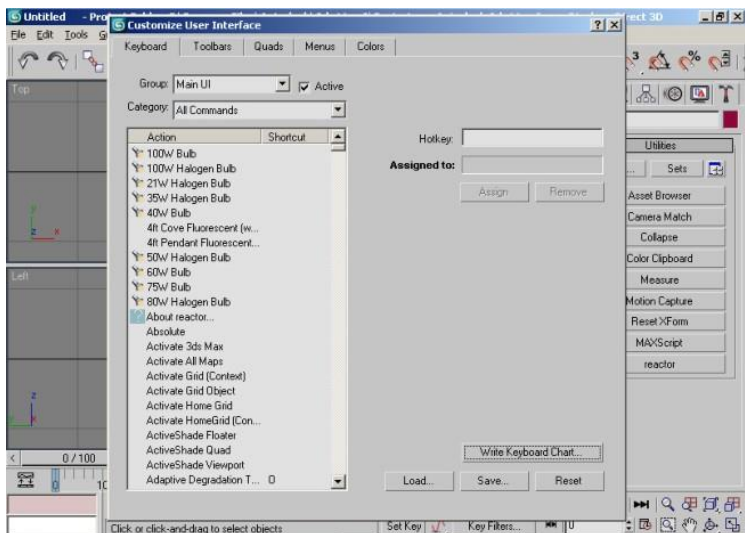 Untitled - Pro
Customize User Interface
rect 3D
File Edit Tools G
Keyboard Toolbars Quads Menus Colors
Group: Main UI Active
Category: All Commands
Action Shortcut
100W Bulb
100W Halogen Bulb
21W Halogen Bulb
35W Halogen Bulb
40W Bulb
4ft Cove Fluorescent (w...
4ft Pendant Fluorescent...
50W Halogen Bulb
60W Bulb
75W Bulb
80W Halogen Bulb
About reactor...
Absolute
Activate 3ds Max
Activate All Maps
Activate Grid (Context)
Activate Grid Object
Activate Home Grid
Activate HomeGrid (Con...
ActiveShade Floater
ActiveShade Quad
ActiveShade Viewport
Adaptive Degradation T... O
Hotkey:
Assigned to:
Assign Remove
Write Keyboard Chart...
Load... Save... Reset
Top
y
z x
Left
z
y
0 / 100
0 10
Utilities
... Sets
Asset Browser
Camera Match
Collapse
Color Clipboard
Measure
Motion Capture
Reset XForm
MAXScript
reactor
Click or click-and-drag to select objects
Set Key Key Filters... 0